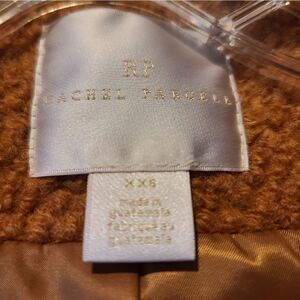 RP
RACHEL PARCELL
XXS
made in
guatemala
fabriqué au
guatemala